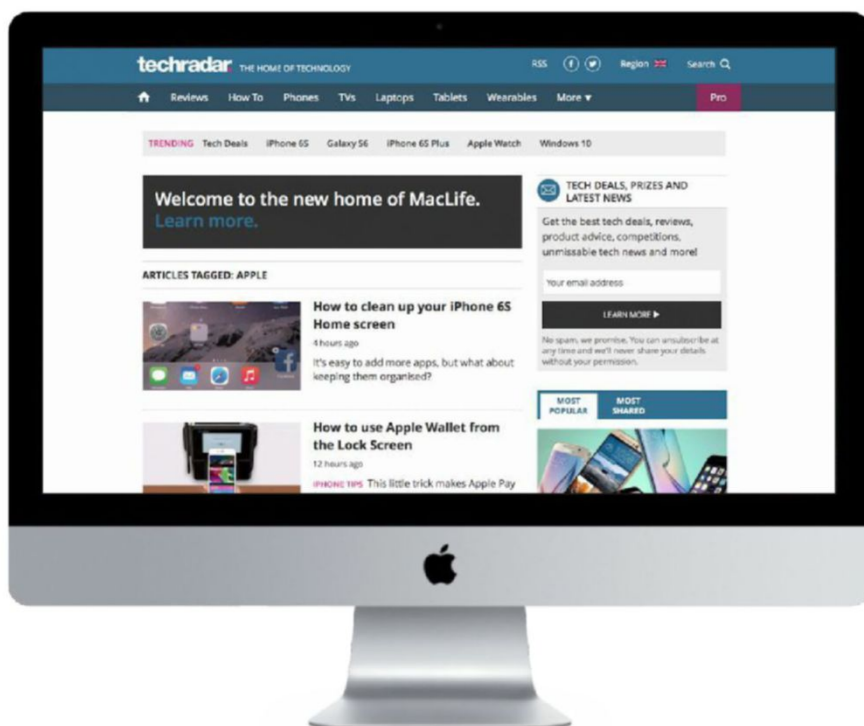 techradar. THE HOME OF TECHNOLOGY
RSS Region Search
Reviews How To Phones TVs Laptops Tablets Wearables More ▾ Pro
TRENDING Tech Deals iPhone 6S Galaxy S6 iPhone 6S Plus Apple Watch Windows 10
Welcome to the new home of MacLife.
Learn more.
ARTICLES TAGGED: APPLE
How to clean up your iPhone 6S
Home screen
4 hours ago
It's easy to add more apps, but what about
keeping them organised?
How to use Apple Wallet from
the Lock Screen
12 hours ago
IPHONE TIPS This little trick makes Apple Pay
TECH DEALS, PRIZES AND
LATEST NEWS
Get the best tech deals, reviews,
product advice, competitions,
unmissable tech news and more!
Your email address
LEARN MORE ▶
No spam, we promise. You can unsubscribe at
any time and we'll never share your details
without your permission.
MOST
POPULAR
MOST
SHARED